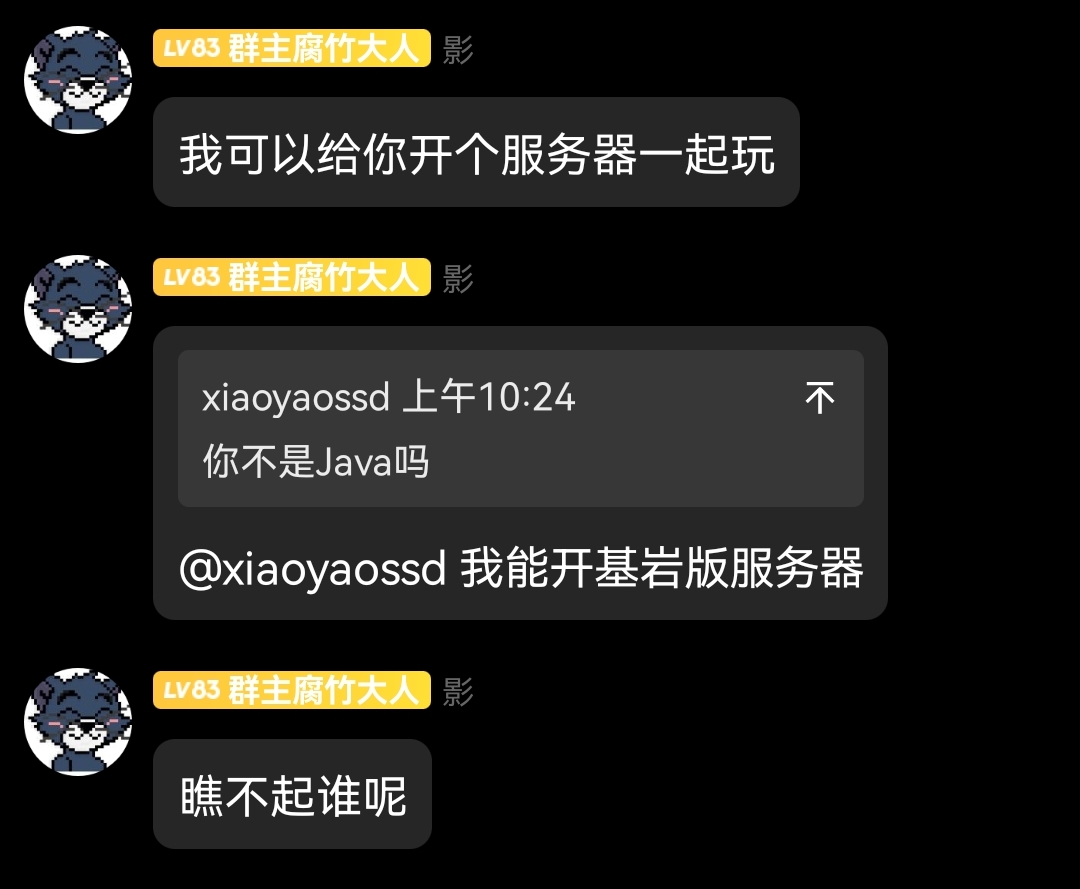 LV83 群主腐竹大人 影
我可以给你开个服务器一起玩
LV83 群主腐竹大人 影
xiaoyaossd 上午10:24
你不是Java吗
@xiaoyaossd 我能开基岩版服务器
LV83 群主腐竹大人 影
瞧不起谁呢